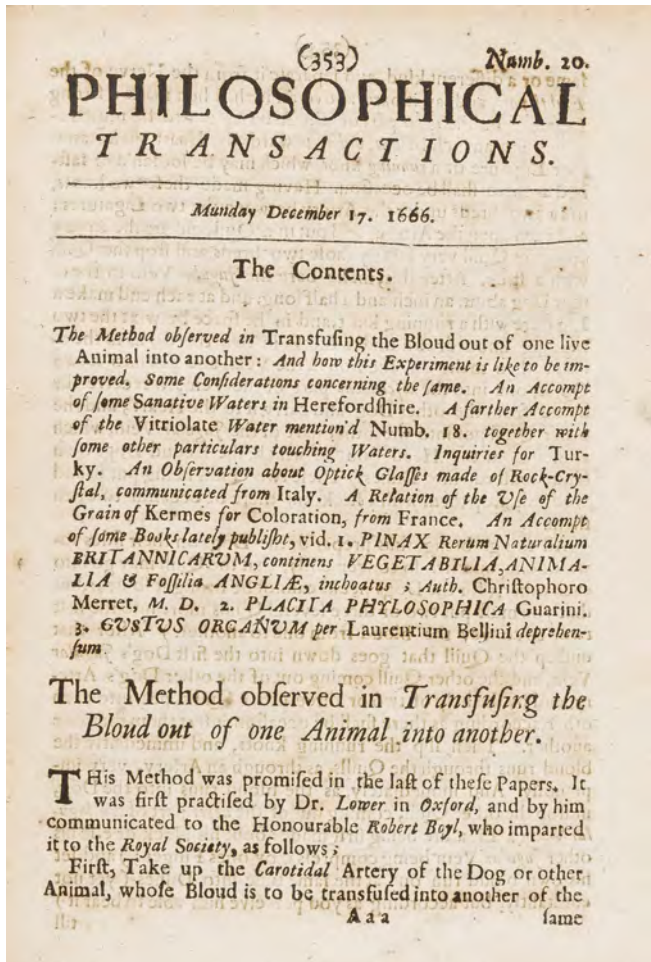 (353)
Numb. 20.
PHILOSOPHICAL
TRANSACTIONS.
Munday December 17. 1666.
The Contents.
The Method obſerved in Transfuſing the Bloud out of one live
Animal into another: And how this Experiment is like to be im-
proved. Some Conſiderations concerning the ſame. An Accompt
of ſome Sanative Waters in Herefordſhire. A farther Accompt
of the Vitriolate Water mention'd Numb. 18. together with
ſome other particulars touching Waters. Inquiries for Tur-
ky. An Obſervation about Optick Glaſſes made of Rock-Cry-
ſtal, communicated from Italy. A Relation of the Uſe of the
Grain of Kermes for Coloration, from France. An Accompt
of ſome Books lately publiſht, vid. 1. PINAX Rerum Naturalium
BRITANNICARVM, continens VEGETABILIA, ANIMA-
LIA & Foſſilia ANGLIÆ, inchoatus; Auth. Chriſtophoro
Merret, M. D. 2. PLACITA PHYLOSOPHICA Guarini.
3. GVSTVS ORGANVM per Laurentium Bellini deprehen-
ſum.
The Method obſerved in Transfuſing the
Bloud out of one Animal into another.
THis Method was promiſed in the laſt of theſe Papers. It
was firſt practiſed by Dr. Lower in Oxford, and by him
communicated to the Honourable Robert Boyl, who imparted
it to the Royal Society, as follows;
Firſt, Take up the Carotidal Artery of the Dog or other
Animal, whoſe Bloud is to be transfuſed into another of the
Aaa
ſame